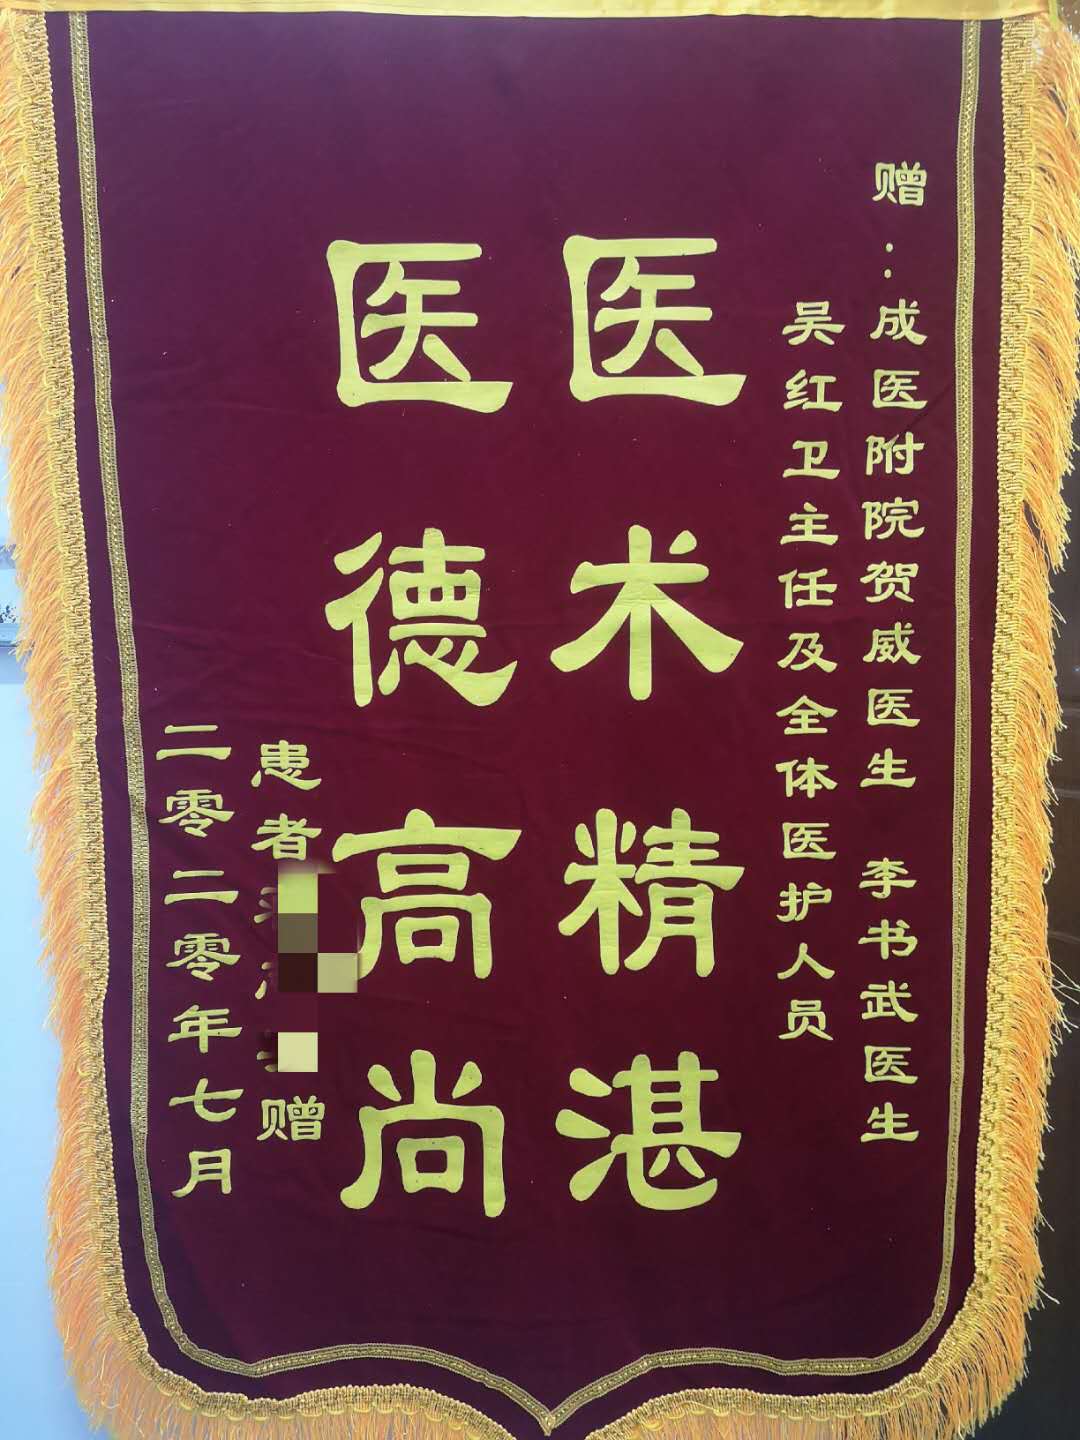 赠：成医附院贺威医生 李书武医生
吴红卫主任及全体医护人员
医术精湛
医德高尚
患者赠
二零二零年七月